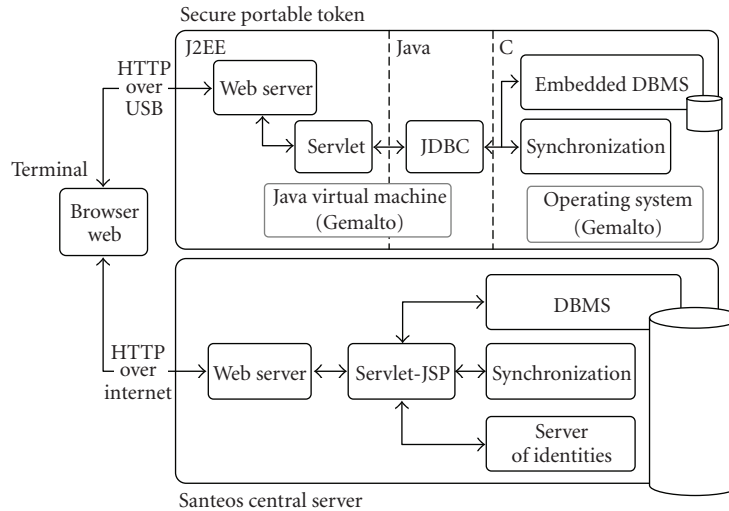 Secure portable token
J2EE
Java
C
HTTP
over
USB
Web server
Embedded DBMS
Servlet
JDBC
Synchronization
Terminal
Java virtual machine
(Gemalto)
Operating system
(Gemalto)
Browser
web
DBMS
HTTP
over
internet
Web server
Servlet-JSP
Synchronization
Server
of identities
Santeos central server